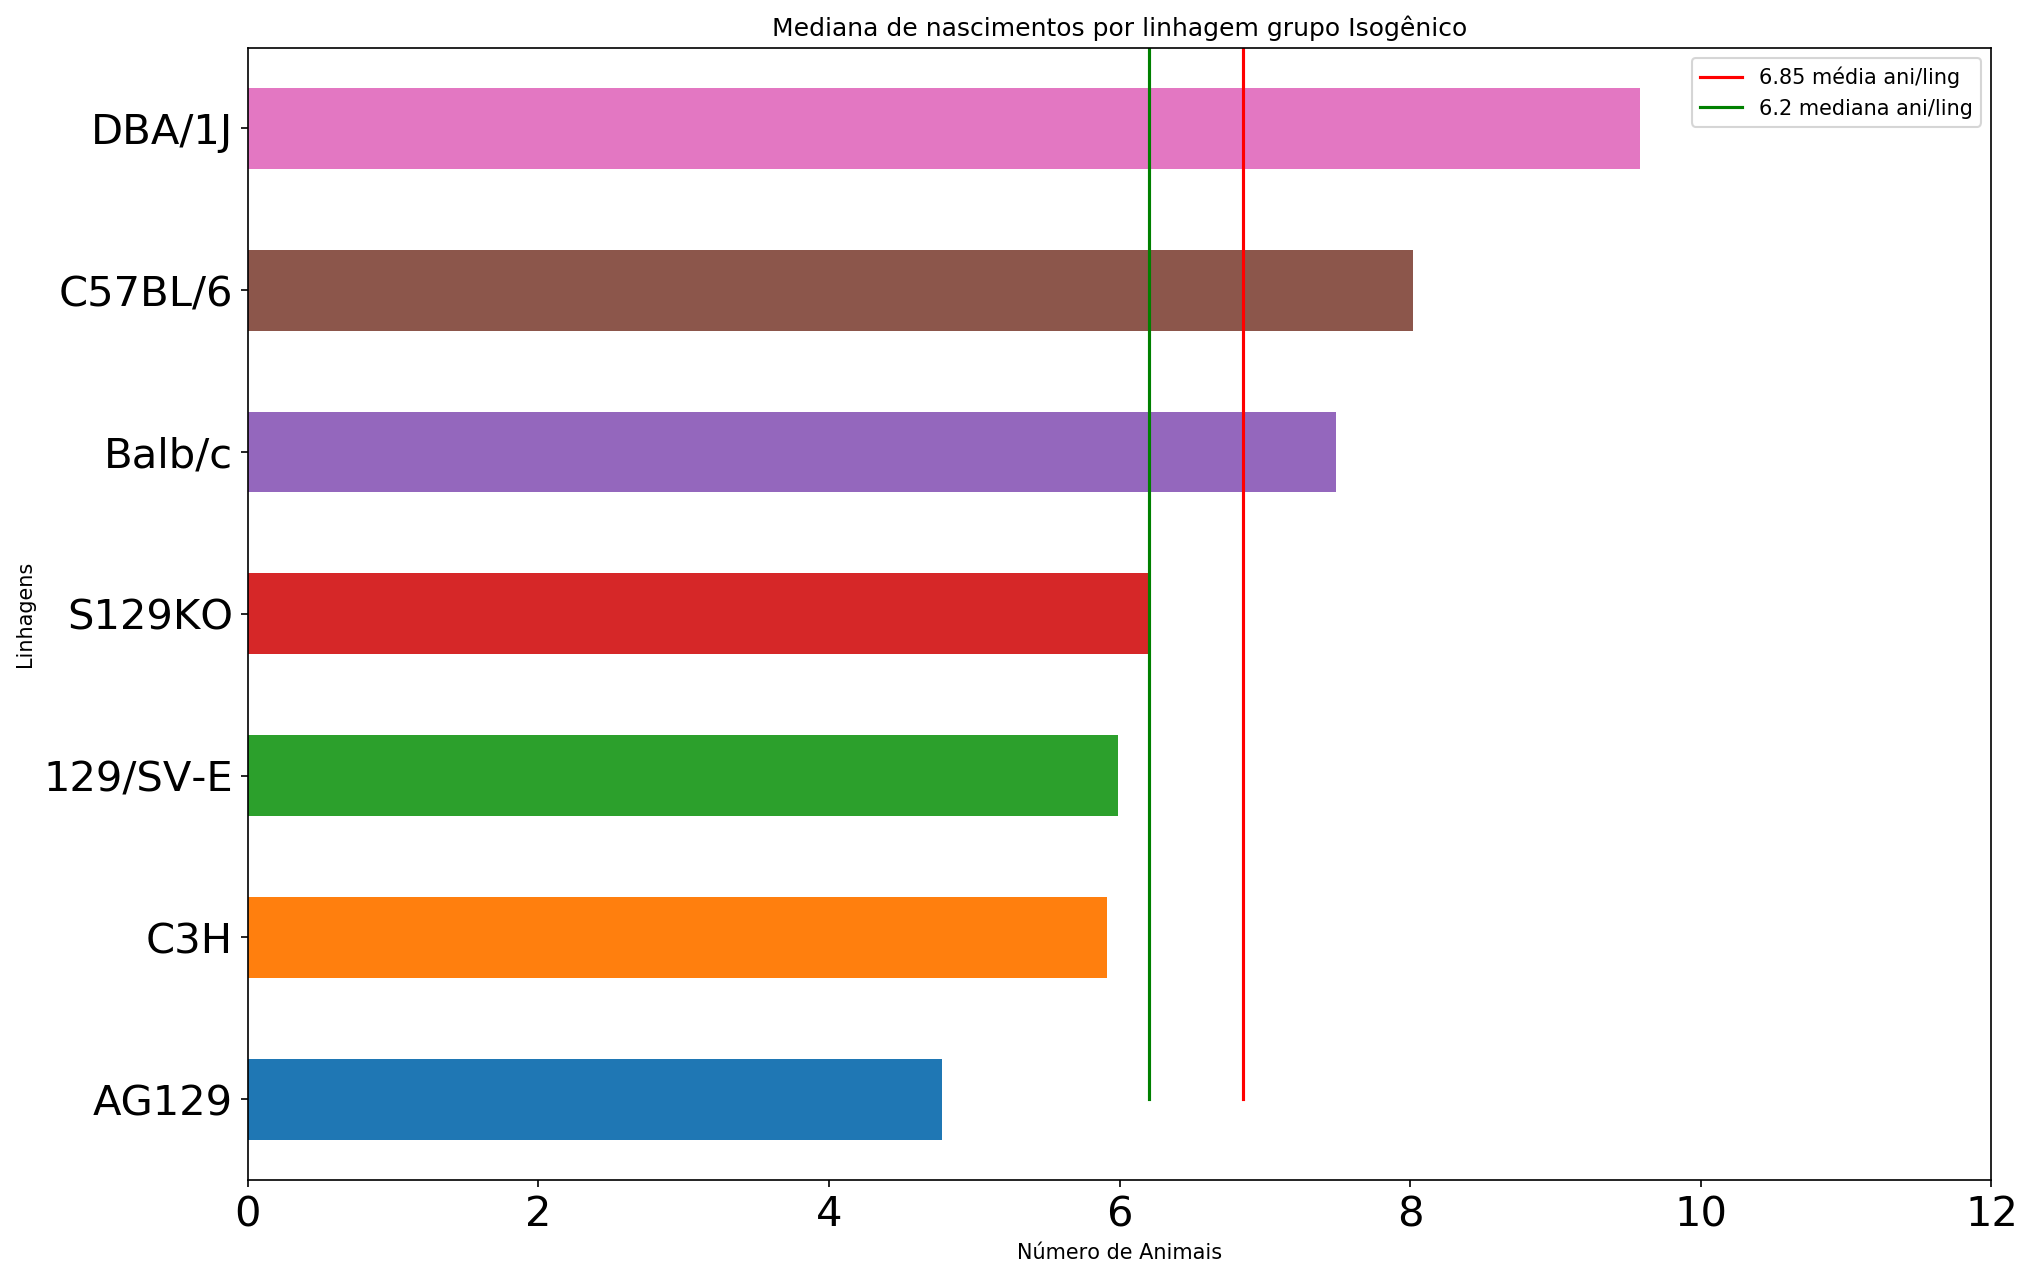 Mediana de nascimentos por linhagem grupo Isogênico
6.85 média ani/ling
6.2 mediana ani/ling
Linhagens
DBA/1J
C57BL/6
Balb/c
S129KO
129/SV-E
C3H
AG129
0 2 4 6 8 10 12
Número de Animais